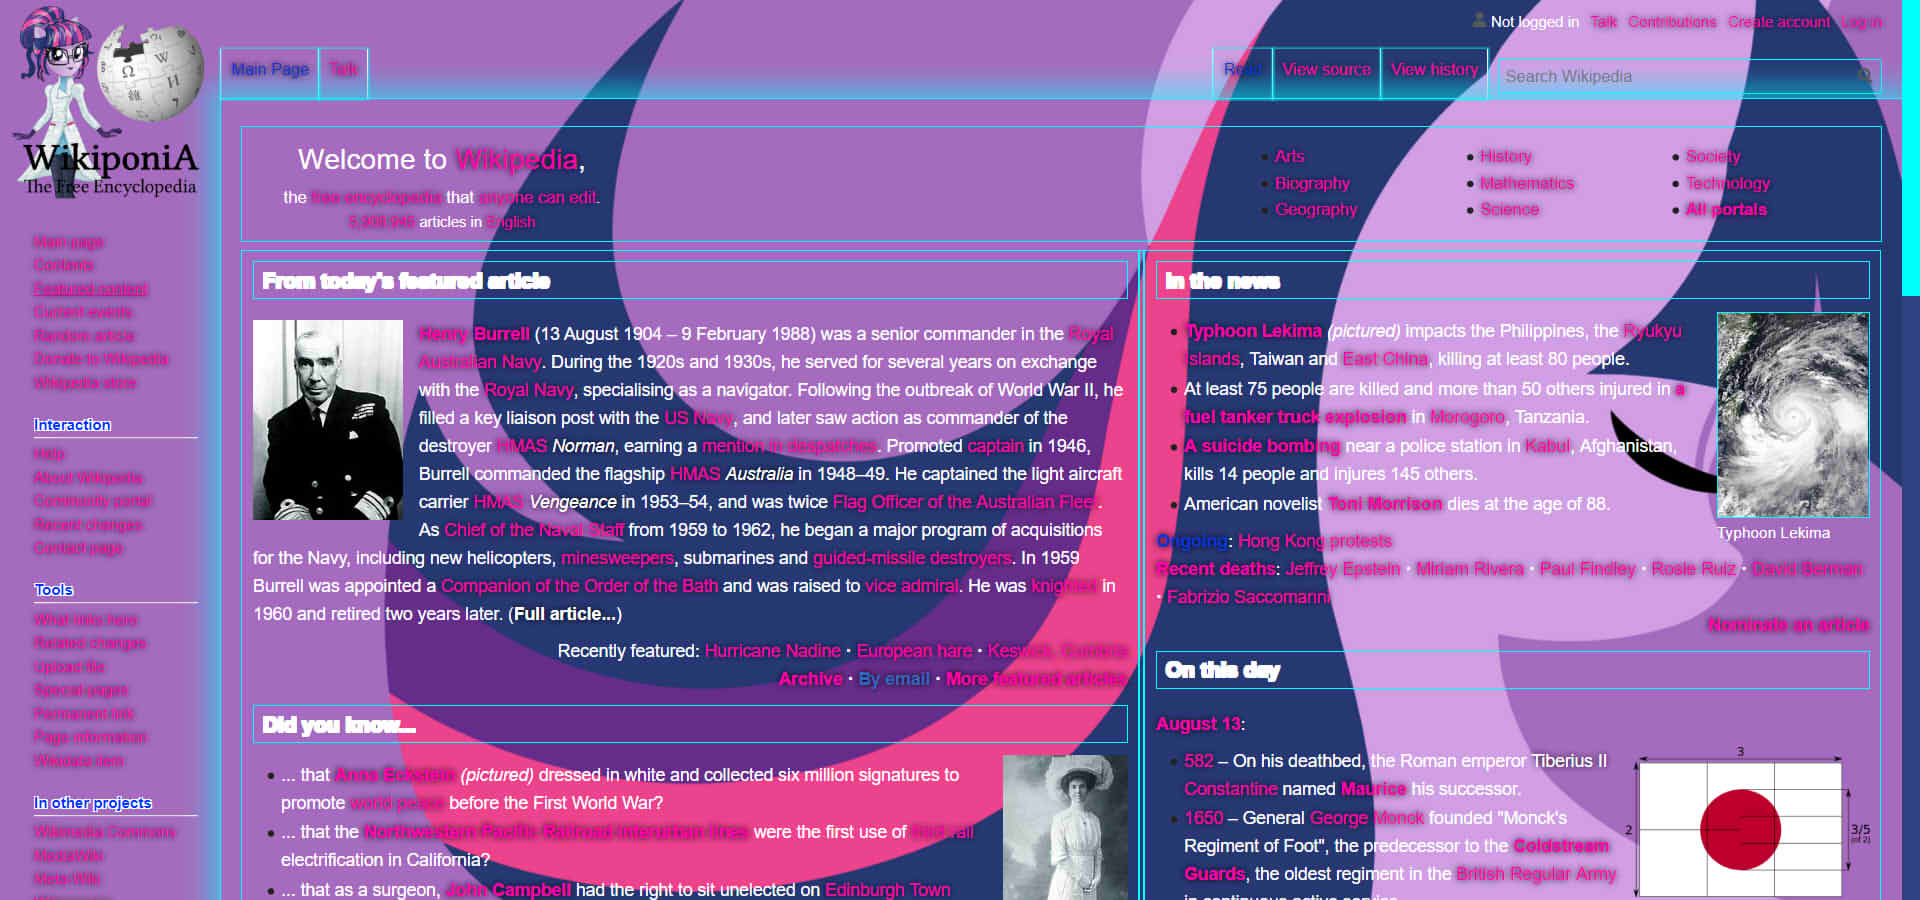 Not logged in Talk Contributions Create account Log in
Main Page Talk
Read View source View history Search Wikipedia
WikiponiA
The Free Encyclopedia
Main page
Contents
Featured content
Current events
Random article
Donate to Wikipedia
Wikipedia store
Interaction
Help
About Wikipedia
Community portal
Recent changes
Contact page
Tools
What links here
Related changes
Upload file
Special pages
Permanent link
Page information
Wikidata item
In other projects
Wikimedia Commons
MediaWiki
Meta-Wiki
Welcome to Wikipedia,
the free encyclopedia that anyone can edit.
articles in English
Arts
Biography
Geography
History
Mathematics
Science
Society
Technology
All portals
From today's featured article
Henry Burrell (13 August 1904 – 9 February 1988) was a senior commander in the Royal
Australian Navy. During the 1920s and 1930s, he served for several years on exchange
with the Royal Navy, specialising as a navigator. Following the outbreak of World War II, he
filled a key liaison post with the US Navy, and later saw action as commander of the
destroyer HMAS Norman, earning a mention in despatches. Promoted captain in 1946,
Burrell commanded the flagship HMAS Australia in 1948–49. He captained the light aircraft
carrier HMAS Vengeance in 1953–54, and was twice Flag Officer of the Australian Fleet.
As Chief of the Naval Staff from 1959 to 1962, he began a major program of acquisitions
for the Navy, including new helicopters, minesweepers, submarines and guided-missile destroyers. In 1959
Burrell was appointed a Companion of the Order of the Bath and was raised to vice admiral. He was knighted in
1960 and retired two years later. (Full article...)
Recently featured: Hurricane Nadine • European hare • Keswick, Cumbria
Archive • By email • More featured articles
Did you know...
... that Anna Eckstein (pictured) dressed in white and collected six million signatures to
promote world peace before the First World War?
... that the Northwestern Pacific Railroad interurban lines were the first use of third rail
electrification in California?
... that as a surgeon, John Campbell had the right to sit unelected on Edinburgh Town
In the news
Typhoon Lekima (pictured) impacts the Philippines, the Ryukyu
Islands, Taiwan and East China, killing at least 80 people.
At least 75 people are killed and more than 50 others injured in a
fuel tanker truck explosion in Morogoro, Tanzania.
A suicide bombing near a police station in Kabul, Afghanistan,
kills 14 people and injures 145 others.
American novelist Toni Morrison dies at the age of 88.
Typhoon Lekima
Ongoing: Hong Kong protests
Recent deaths: Jeffrey Epstein • Miriam Rivera • Paul Findley • Rosie Ruiz • David Berman
• Fabrizio Saccomanni
Nominate an article
On this day
August 13:
582 – On his deathbed, the Roman emperor Tiberius II
Constantine named Maurice his successor.
1650 – General George Monck founded "Monck's
Regiment of Foot", the predecessor to the Coldstream
Guards, the oldest regiment in the British Regular Army
in continuous active service.
3
2
3/5
(of 2)